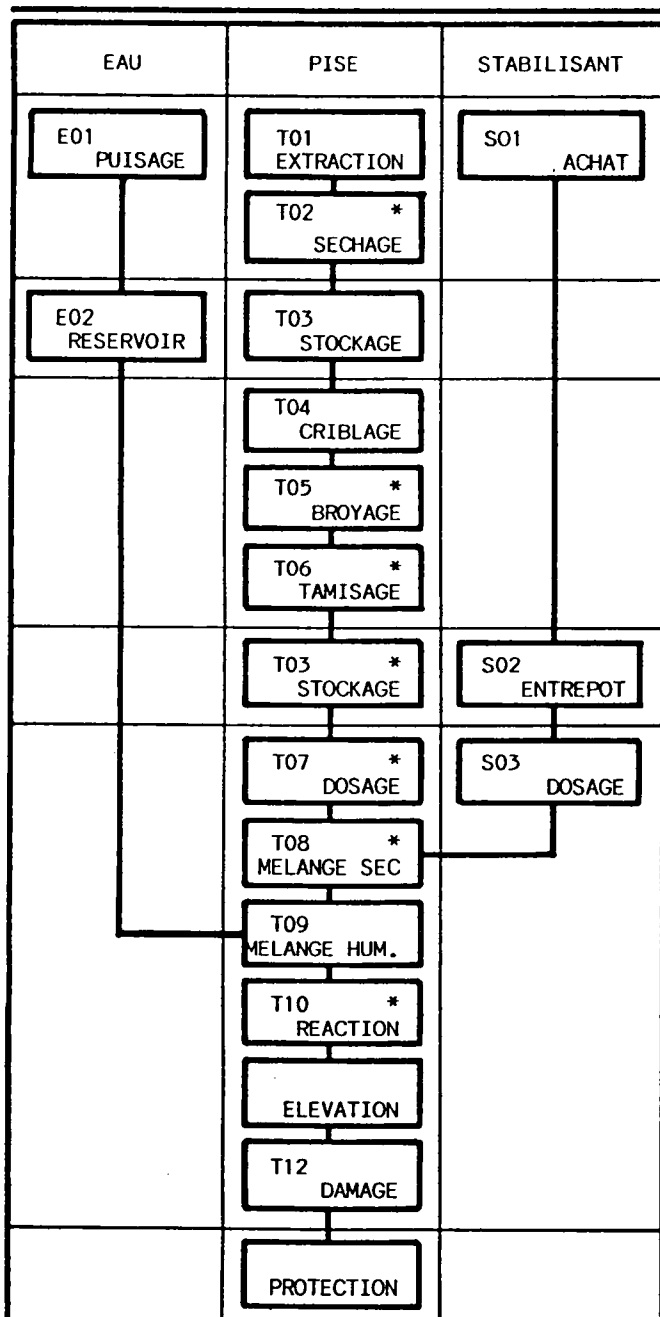 EAU PISE STABILISANT
E01 T01 S01
PUISAGE EXTRACTION ACHAT
T02 *
SECHAGE
E02 T03
RESERVOIR STOCKAGE
T04
CRIBLAGE
T05 *
BROYAGE
T06 *
TAMISAGE
T03 * S02
STOCKAGE ENTREPOT
T07 * S03
DOSAGE DOSAGE
T08 *
MELANGE SEC
T09
MELANGE HUM.
T10 *
REACTION
ELEVATION
T12
DAMAGE
PROTECTION